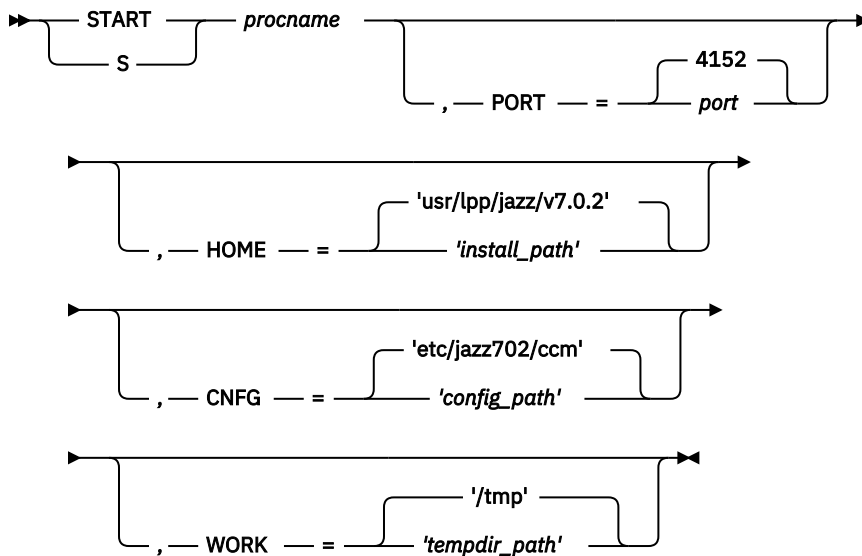 START procname
S
4152
, PORT = port
'usr/lpp/jazz/v7.0.2'
, HOME = 'install_path'
'etc/jazz702/ccm'
, CNFG = 'config_path'
'/tmp'
, WORK = 'tempdir_path'